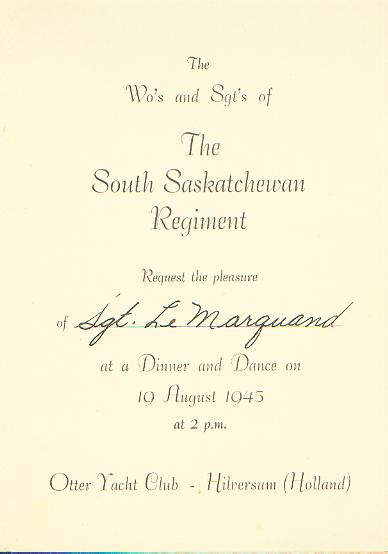 The
Wo's and Sgt's of
The
South Saskatchewan
Regiment
Request the pleasure
of Sgt. Le Marquand
at a Dinner and Dance on
19 August 1945
at 2 p.m.
Otter Yacht Club - Hilversum (Holland)